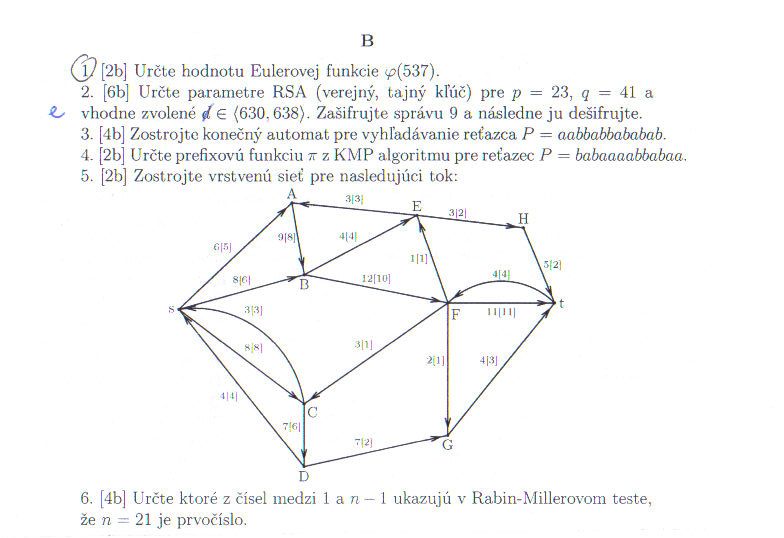 B
1. [2b] Určte hodnotu Eulerovej funkcie φ(537).
2. [6b] Určte parametre RSA (verejný, tajný kľúč) pre p = 23, q = 41 a
e vhodne zvolené d ∈ ⟨630, 638⟩. Zašifrujte správu 9 a následne ju dešifrujte.
3. [4b] Zostrojte konečný automat pre vyhľadávanie reťazca P = aabbabbababab.
4. [2b] Určte prefixovú funkciu π z KMP algoritmu pre reťazec P = babaaaabbabaa.
5. [2b] Zostrojte vrstvenú sieť pre nasledujúci tok:
A
3[3]
E
3[2]
H
6[5]
9[8]
4[4]
8[6]
B
12[10]
1[1]
4[4]
5[2]
s
3[3]
F
11[11]
t
8[8]
3[1]
2[1]
4[3]
4[4]
C
7[6]
7[2]
G
D
6. [4b] Určte ktoré z čísel medzi 1 a n − 1 ukazujú v Rabin-Millerovom teste,
že n = 21 je prvočíslo.